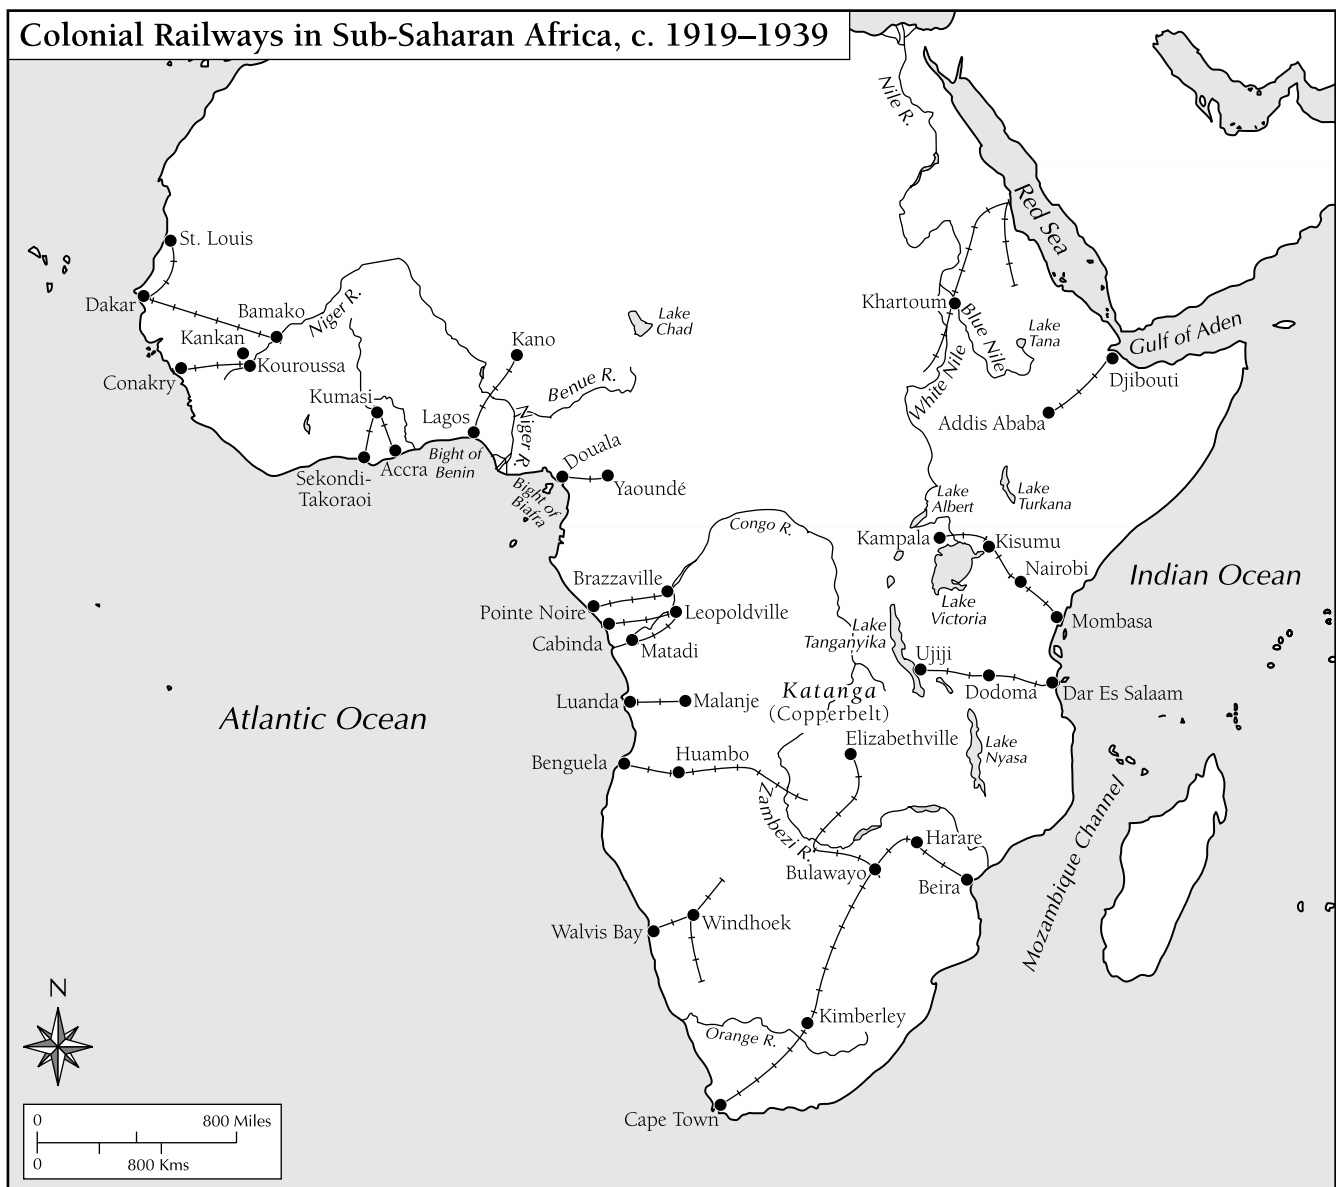 Colonial Railways in Sub-Saharan Africa, c. 1919–1939
Nile R.
Red Sea
St. Louis
Dakar
Bamako
Niger R.
Kankan
Kouroussa
Conakry
Kumasi
Lagos
Kano
Lake
Chad
Benue R.
Niger R.
Khartoum
Blue Nile
Lake
Tana
White Nile
Gulf of Aden
Djibouti
Addis Ababa
Sekondi-
Takoraoi
Accra
Bight of
Benin
Bight of
Biafra
Douala
Yaoundé
Lake
Albert
Lake
Turkana
Congo R.
Kampala
Kisumu
Nairobi
Indian Ocean
Brazzaville
Pointe Noire
Leopoldville
Cabinda
Matadi
Lake
Victoria
Mombasa
Lake
Tanganyika
Ujiji
Dodoma
Dar Es Salaam
Luanda
Malanje
Katanga
(Copperbelt)
Atlantic Ocean
Elizabethville
Lake
Nyasa
Benguela
Huambo
Zambezi R.
Mozambique Channel
Harare
Bulawayo
Beira
Walvis Bay
Windhoek
Kimberley
Orange R.
Cape Town
N
0
800 Miles
0
800 Kms